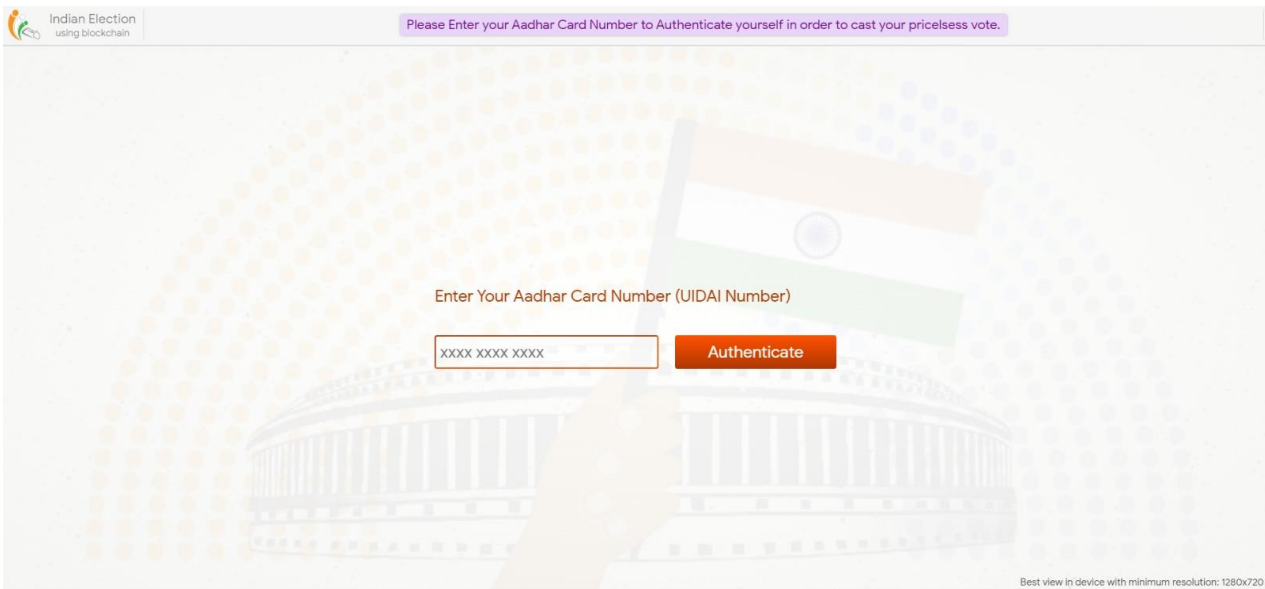 Indian Election
using blockchain
Please Enter your Aadhar Card Number to Authenticate yourself in order to cast your pricelsess vote.
Enter Your Aadhar Card Number (UIDAI Number)
XXXX XXXX XXXX
Authenticate
Best view in device with minimum resolution: 1280x720